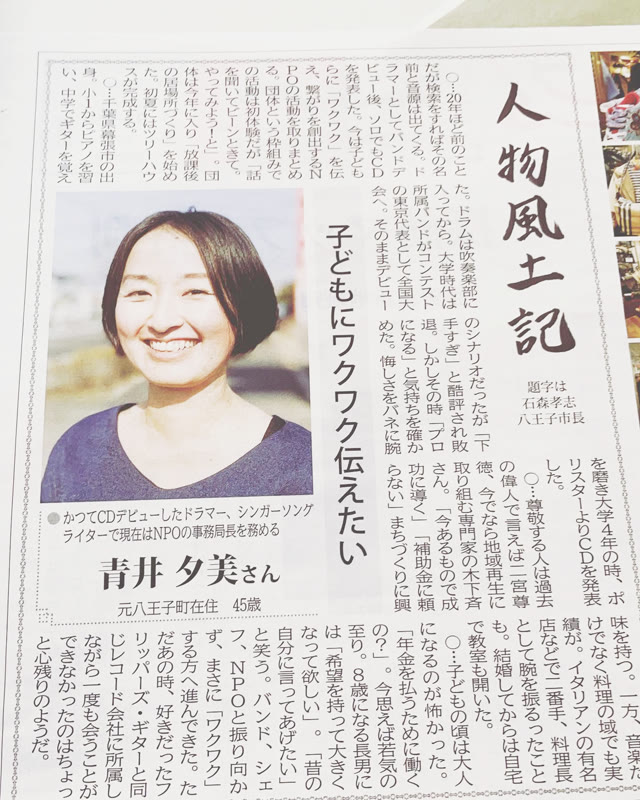 人物風土記
題字は
石森孝志
八王子市長
○…20年ほど前のこと
だが検索をすればその名
前と音源は出てくる。ド
ラマーとしてバンドデ
ビュー後、ソロでもCD
を発表した。今は子ども
らに「ワクワク」を伝
え、繋がりを創出するN
POの活動を取りまとめ
る。団体という枠組みで
の活動は初体験だが「話
を聞いてピーンときて。
やってみよう!と」。団
体は今年に入り「放課後
の居場所づくり」を始め
た。初夏にはツリーハウ
スが完成する。
○…千葉県幕張市の出
身。小1からピアノを習
い、中学でギターを覚え
た。ドラムは吹奏楽部に
入ってから。大学時代は
所属バンドがコンテスト
の東京代表として全国大
会へ。そのままデビュー
のシナリオだったが「下
手すぎ」と酷評され敗
退。しかしその時「プロ
になる」と気持ちを確か
めた。悔しさをバネに腕
を磨き大学4年の時、ポ
リスターよりCDを発表
した。
○…尊敬する人は過去
の偉人で言えば二宮尊
徳、今でなら地域再生に
取り組む専門家の木下斉
さん。「今あるもので成
功に導く」「補助金に頼
らない」まちづくりに興
味を持つ。一方、音楽だ
けでなく料理の域でも実
績が。イタリアンの有名
店などで二番手、料理長
として腕を振るったこと
も。結婚してからは自宅
で教室も開いた。
○…子どもの頃は大人
になるのが怖かった。
「年金を払うために働く
の?」。今思えば若気の
至り。8歳になる長男に
は「希望を持って大きく
なって欲しい」。「昔の
自分に言ってあげたい」
と笑う。バンド、シェ
フ、NPOと振り向か
ず、まさに「ワクワク」
する方へ進んできた。た
だあの時、好きだったフ
リッパーズ・ギターと同
じレコード会社に所属し
ながら一度も会うことが
できなかったのはちょっ
と心残りのようだ。
子どもにワクワク伝えたい
●かつてCDデビューしたドラマー、シンガーソング
ライターで現在はNPOの事務局長を務める
青井 夕美さん
元八王子町在住 45歳